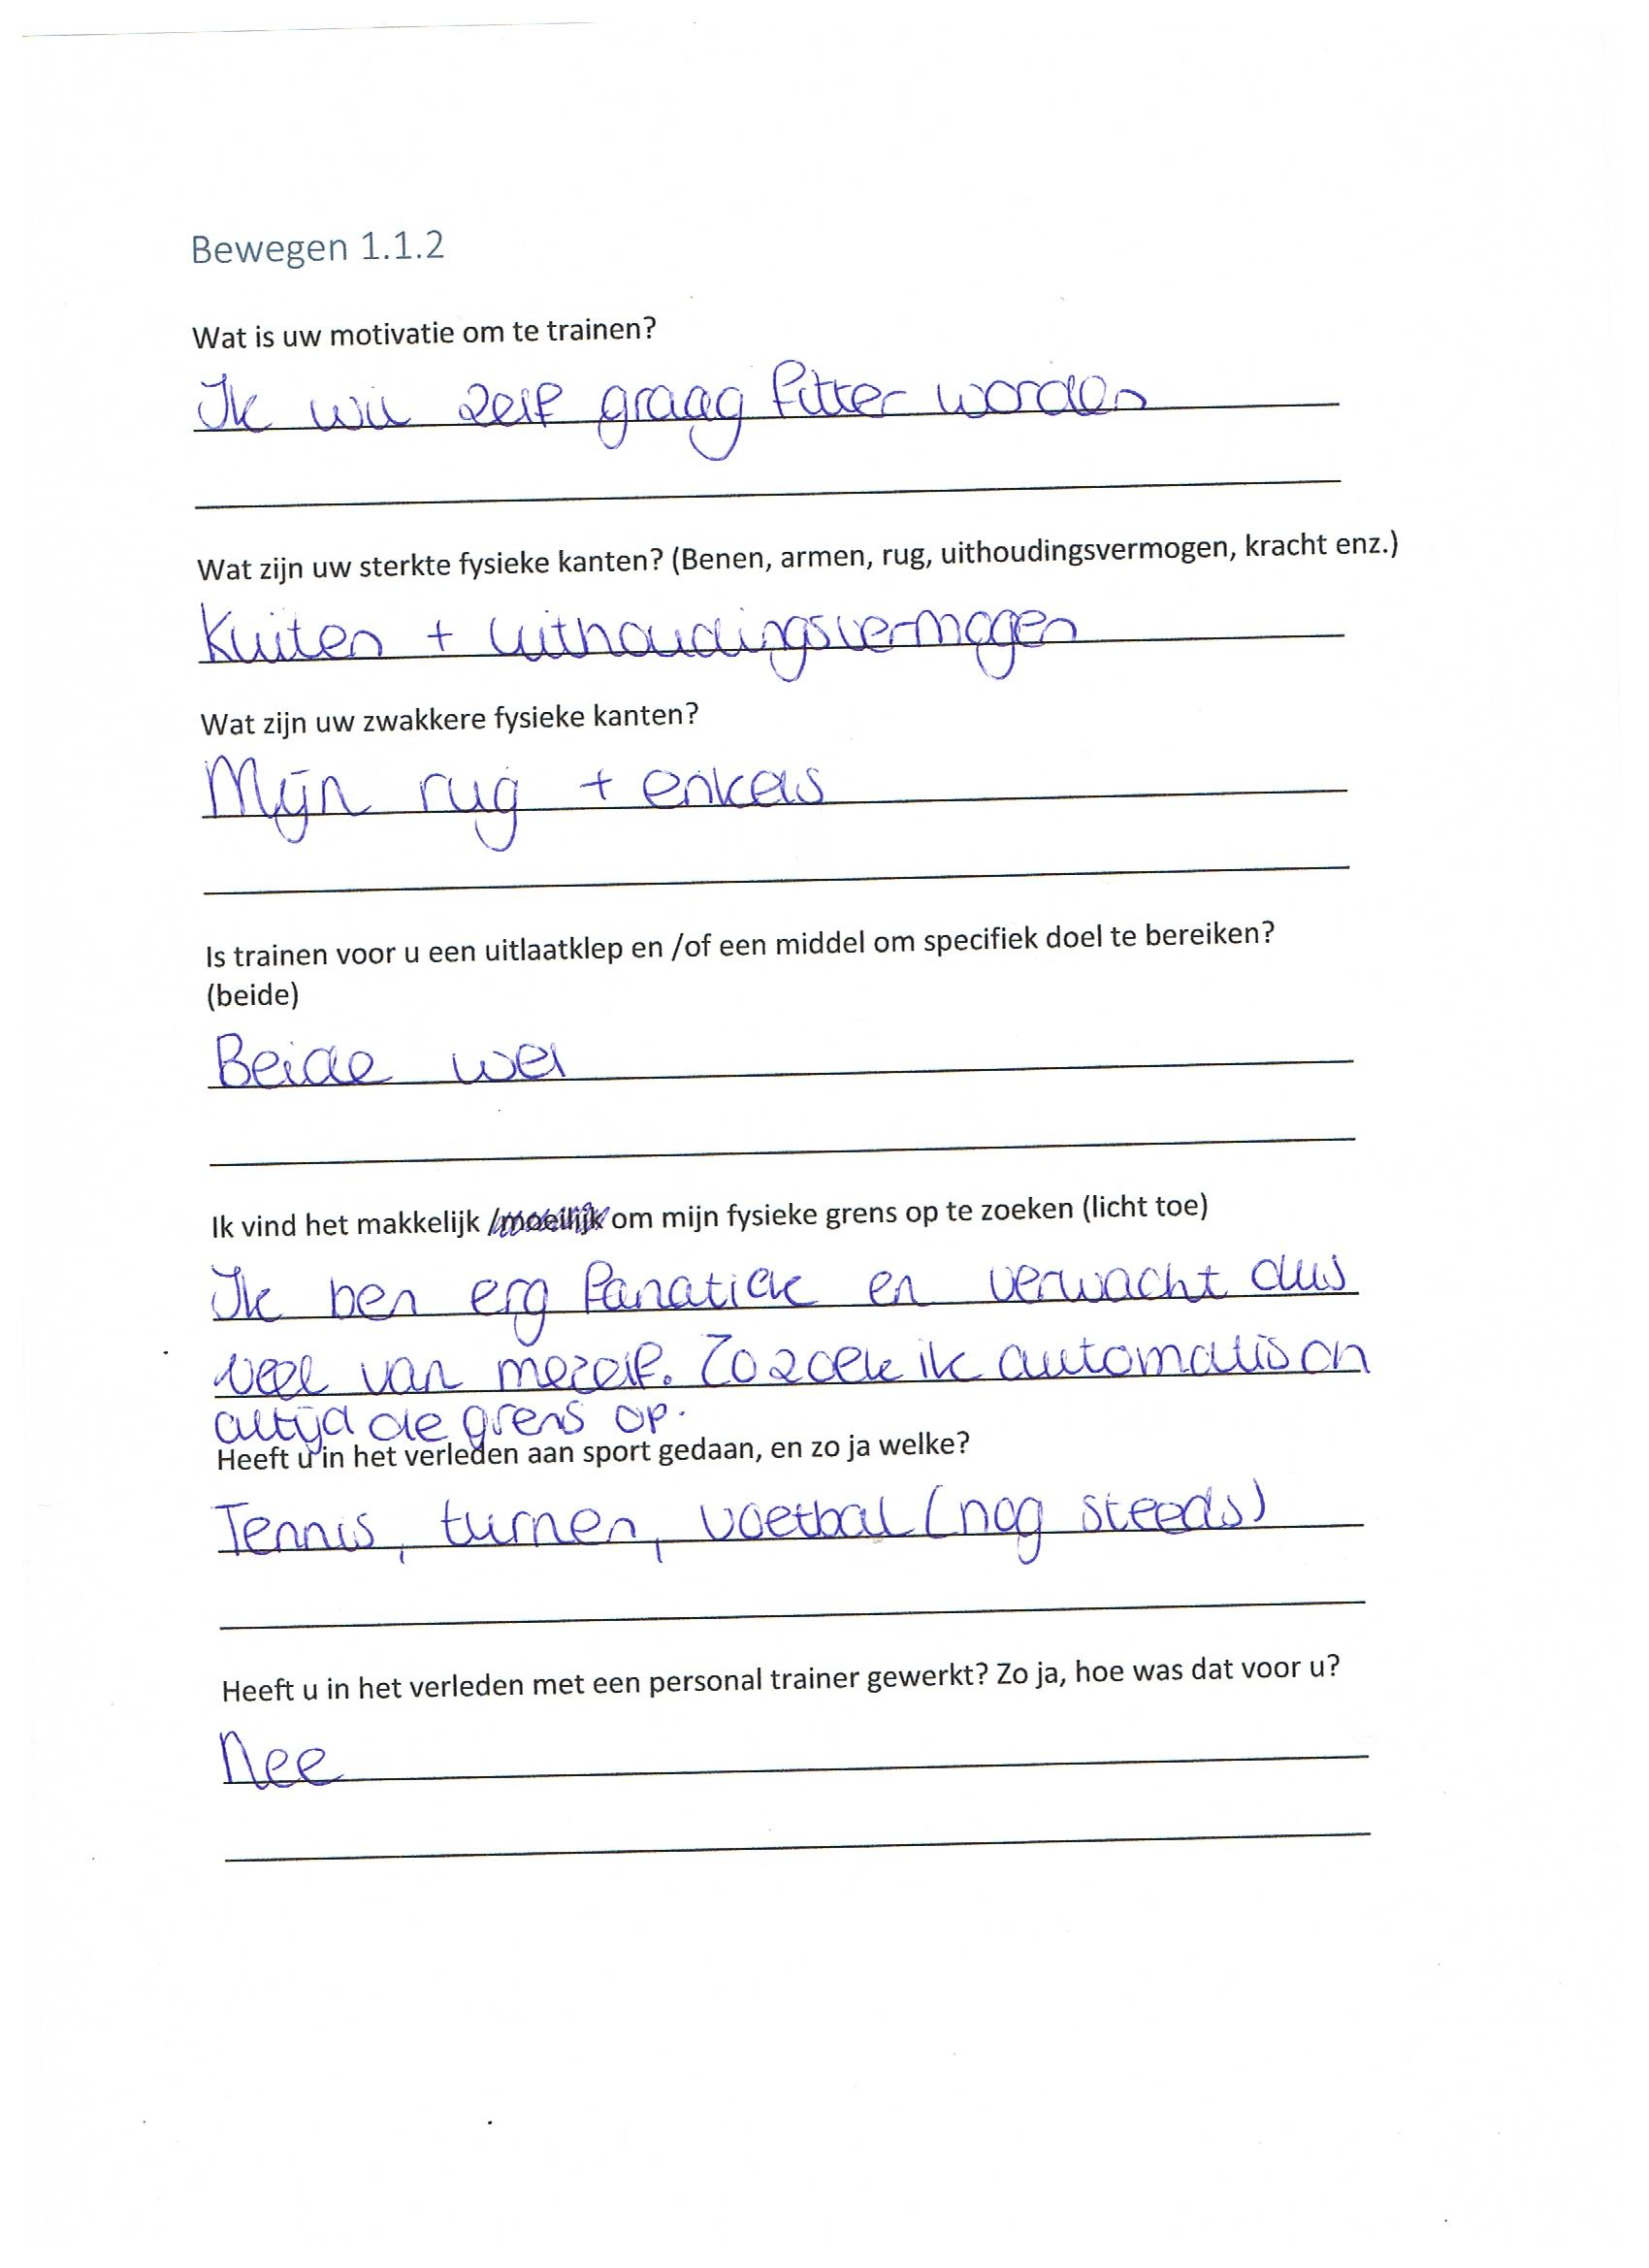 Bewegen 1.1.2
Wat is uw motivatie om te trainen?
Ik wil zelf graag fitter worden
Wat zijn uw sterkte fysieke kanten? (Benen, armen, rug, uithoudingsvermogen, kracht enz.)
Kuiten + uithoudingsvermogen
Wat zijn uw zwakkere fysieke kanten?
Mijn rug + enkels
Is trainen voor u een uitlaatklep en /of een middel om specifiek doel te bereiken?
(beide)
Beide wel
Ik vind het makkelijk /moeilijk om mijn fysieke grens op te zoeken (licht toe)
Ik ben erg fanatiek en verwacht dus
veel van mezelf. Zo zoek ik automatisch
altijd de grens op.
Heeft u in het verleden aan sport gedaan, en zo ja welke?
Tennis, turnen, voetbal (nog steeds)
Heeft u in het verleden met een personal trainer gewerkt? Zo ja, hoe was dat voor u?
Nee